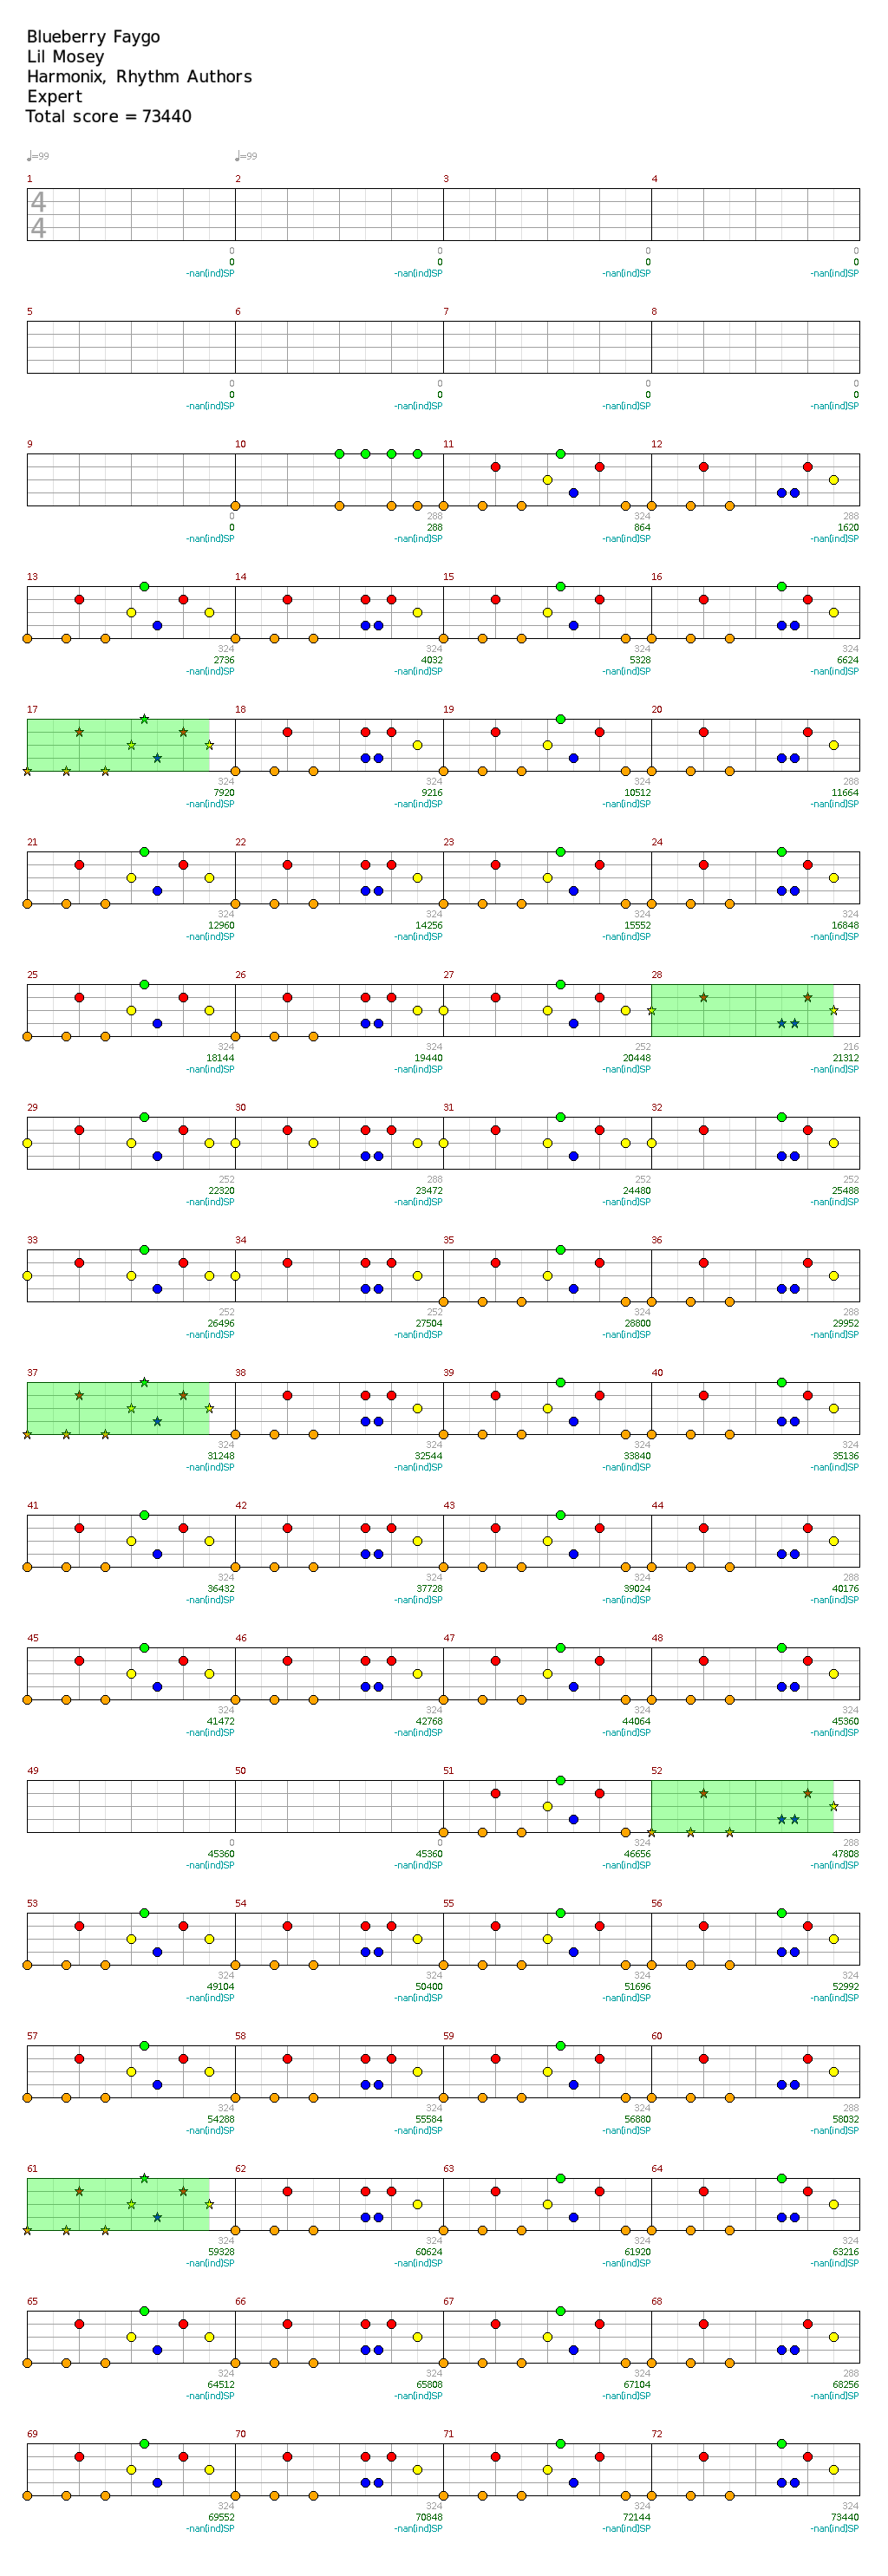 Blueberry Faygo
Lil Mosey
Harmonix, Rhythm Authors
Expert
Total score = 73440
♩=99 ♩=99
1 2 3 4
4
4
0 0 0 0
0 0 0 0
-nan(ind)SP -nan(ind)SP -nan(ind)SP -nan(ind)SP
5 6 7 8
0 0 0 0
0 0 0 0
-nan(ind)SP -nan(ind)SP -nan(ind)SP -nan(ind)SP
9 10 11 12
0 288 324 288
0 288 864 1620
-nan(ind)SP -nan(ind)SP -nan(ind)SP -nan(ind)SP
13 14 15 16
324 324 324 324
2736 4032 5328 6624
-nan(ind)SP -nan(ind)SP -nan(ind)SP -nan(ind)SP
17 18 19 20
324 324 324 288
7920 9216 10512 11664
-nan(ind)SP -nan(ind)SP -nan(ind)SP -nan(ind)SP
21 22 23 24
324 324 324 324
12960 14256 15552 16848
-nan(ind)SP -nan(ind)SP -nan(ind)SP -nan(ind)SP
25 26 27 28
324 324 252 216
18144 19440 20448 21312
-nan(ind)SP -nan(ind)SP -nan(ind)SP -nan(ind)SP
29 30 31 32
252 288 252 252
22320 23472 24480 25488
-nan(ind)SP -nan(ind)SP -nan(ind)SP -nan(ind)SP
33 34 35 36
252 252 324 288
26496 27504 28800 29952
-nan(ind)SP -nan(ind)SP -nan(ind)SP -nan(ind)SP
37 38 39 40
324 324 324 324
31248 32544 33840 35136
-nan(ind)SP -nan(ind)SP -nan(ind)SP -nan(ind)SP
41 42 43 44
324 324 324 288
36432 37728 39024 40176
-nan(ind)SP -nan(ind)SP -nan(ind)SP -nan(ind)SP
45 46 47 48
324 324 324 324
41472 42768 44064 45360
-nan(ind)SP -nan(ind)SP -nan(ind)SP -nan(ind)SP
49 50 51 52
0 0 324 288
45360 45360 46656 47808
-nan(ind)SP -nan(ind)SP -nan(ind)SP -nan(ind)SP
53 54 55 56
324 324 324 324
49104 50400 51696 52992
-nan(ind)SP -nan(ind)SP -nan(ind)SP -nan(ind)SP
57 58 59 60
324 324 324 288
54288 55584 56880 58032
-nan(ind)SP -nan(ind)SP -nan(ind)SP -nan(ind)SP
61 62 63 64
324 324 324 324
59328 60624 61920 63216
-nan(ind)SP -nan(ind)SP -nan(ind)SP -nan(ind)SP
65 66 67 68
324 324 324 288
64512 65808 67104 68256
-nan(ind)SP -nan(ind)SP -nan(ind)SP -nan(ind)SP
69 70 71 72
324 324 324 324
69552 70848 72144 73440
-nan(ind)SP -nan(ind)SP -nan(ind)SP -nan(ind)SP